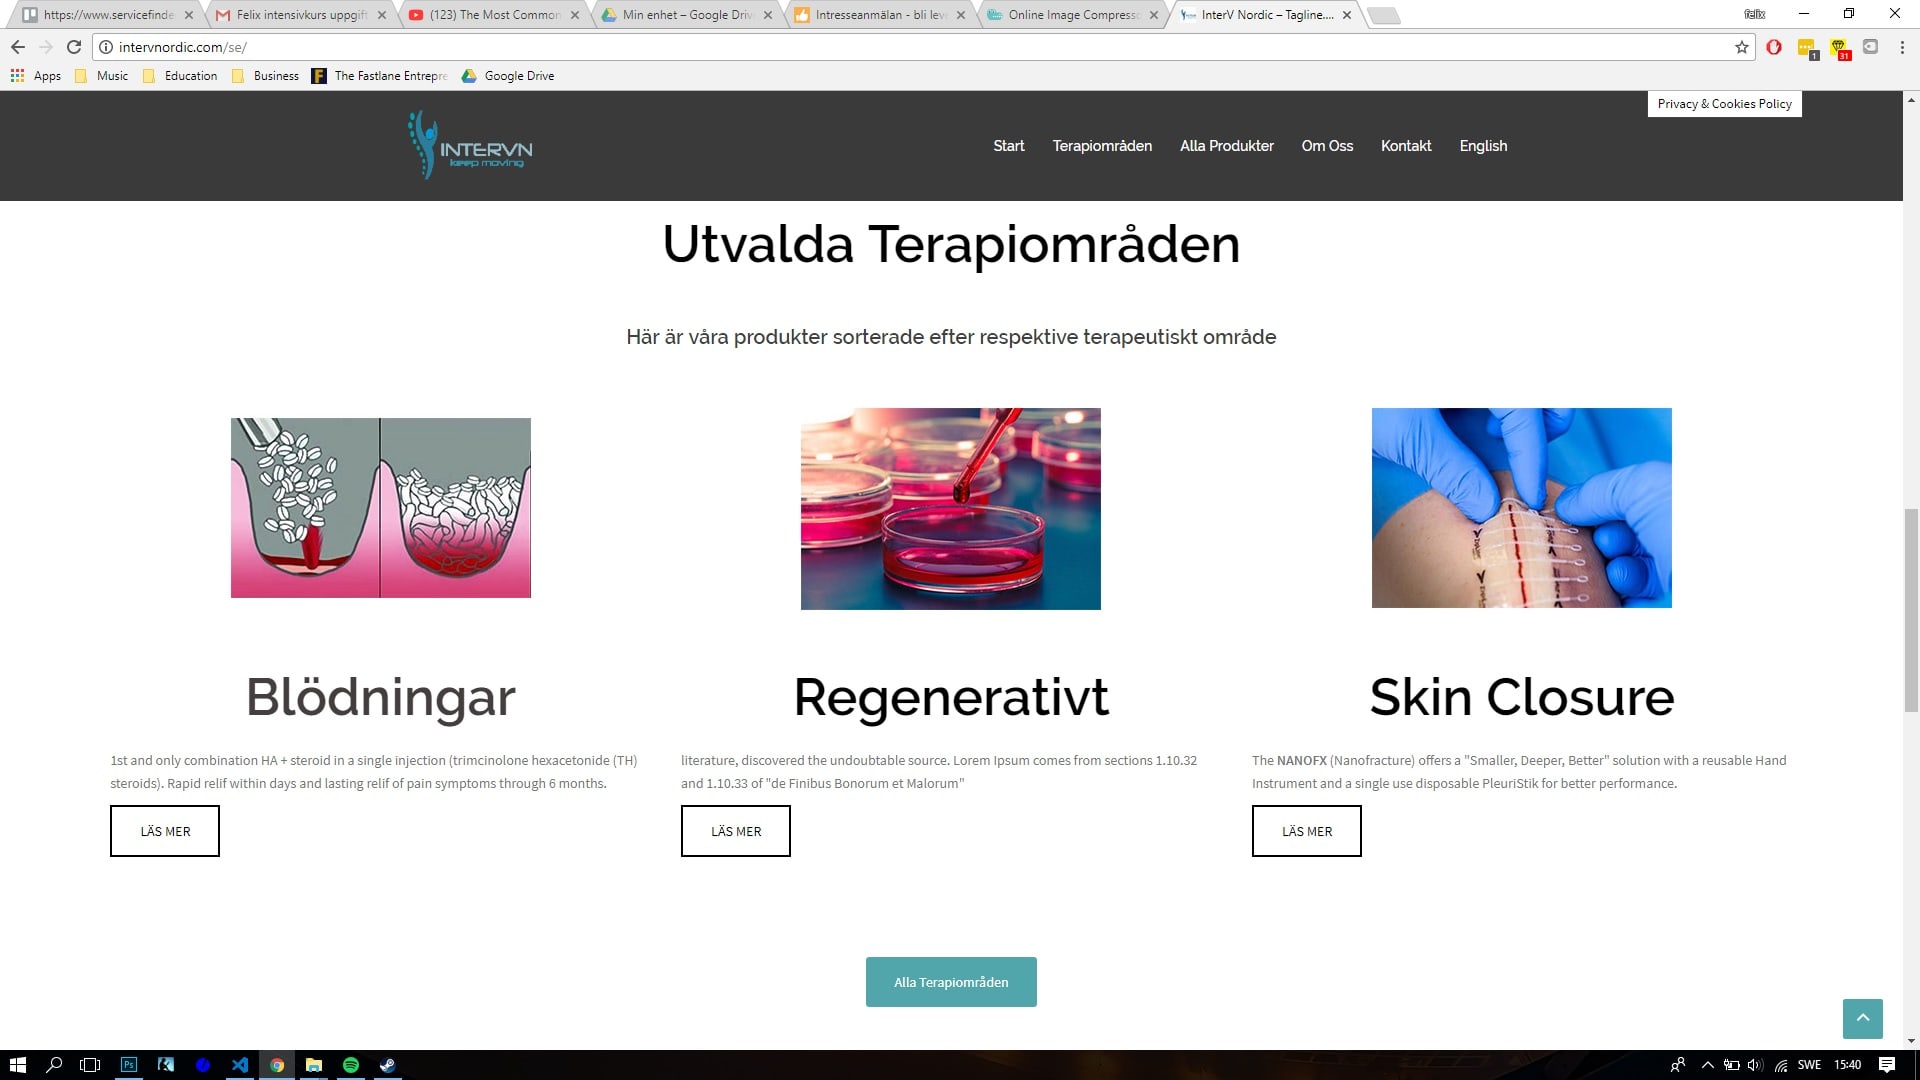 https://www.servicefinde
Felix intensivkurs uppgift
(123) The Most Common
Min enhet – Google Driv
Intresseanmälan - bli leve
Online Image Compresso
InterV Nordic – Tagline....
felix
intervnordic.com/se/
1
31
Apps
Music
Education
Business
F
The Fastlane Entrepre
Google Drive
Privacy & Cookies Policy
INTERVN
keep moving
Start
Terapiområden
Alla Produkter
Om Oss
Kontakt
English
Utvalda Terapiområden
Här är våra produkter sorterade efter respektive terapeutiskt område
Blödningar
1st and only combination HA + steroid in a single injection (trimcinolone hexacetonide (TH)
steroids). Rapid relif within days and lasting relif of pain symptoms through 6 months.
LÄS MER
Regenerativt
literature, discovered the undoubtable source. Lorem Ipsum comes from sections 1.10.32
and 1.10.33 of "de Finibus Bonorum et Malorum"
LÄS MER
Skin Closure
The NANOFX (Nanofracture) offers a "Smaller, Deeper, Better" solution with a reusable Hand
Instrument and a single use disposable PleuriStik for better performance.
LÄS MER
Alla Terapiområden
Ps
SWE
15:40